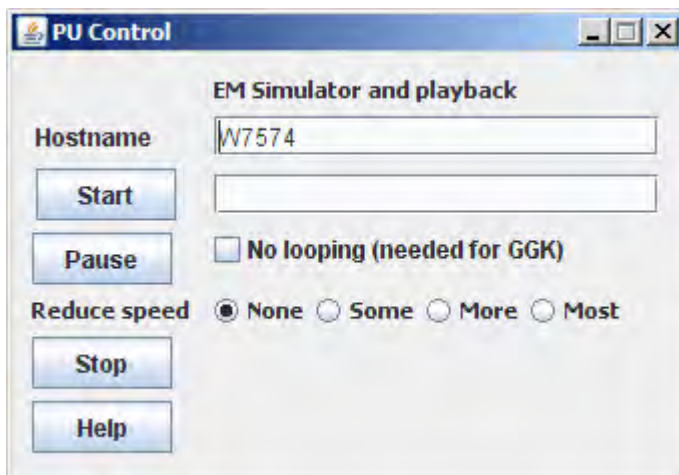 PU Control
EM Simulator and playback
Hostname W7574
Start
Pause No looping (needed for GGK)
Reduce speed None Some More Most
Stop
Help